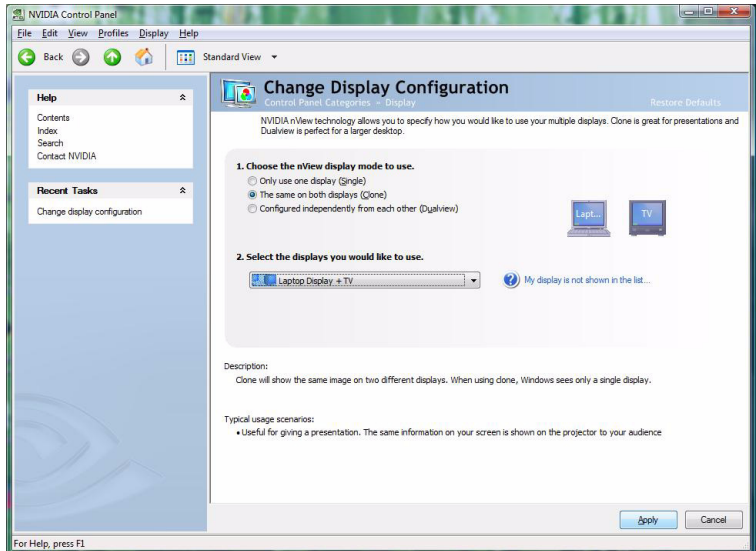 NVIDIA Control Panel
File Edit View Profiles Display Help
Back
Standard View
Help
Contents
Index
Search
Contact NVIDIA
Recent Tasks
Change display configuration
Change Display Configuration
Control Panel Categories » Display
Restore Defaults
NVIDIA nView technology allows you to specify how you would like to use your multiple displays. Clone is great for presentations and
Dualview is perfect for a larger desktop.
1. Choose the nView display mode to use.
Only use one display (Single)
The same on both displays (Clone)
Configured independently from each other (Dualview)
Lapt... TV
2. Select the displays you would like to use.
Laptop Display + TV
My display is not shown in the list...
Description:
Clone will show the same image on two different displays. When using clone, Windows sees only a single display.
Typical usage scenarios:
• Useful for giving a presentation. The same information on your screen is shown on the projector to your audience
Apply Cancel
For Help, press F1